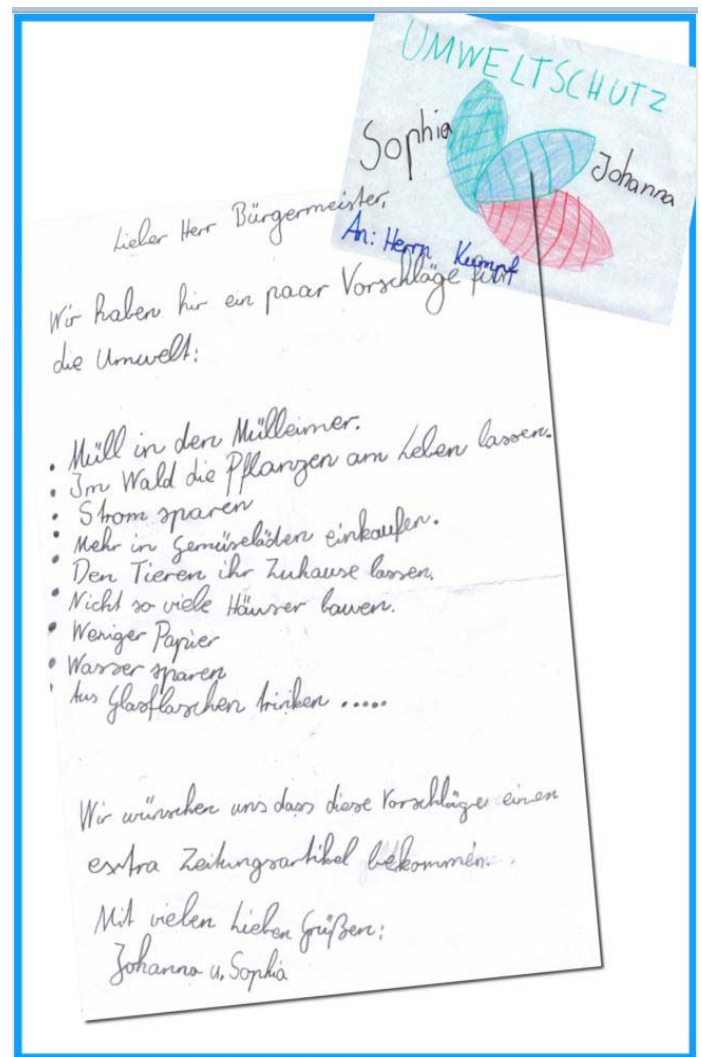 UMWELTSCHUTZ
Sophia
Johanna
An: Herrn Kumpf
Lieber Herr Bürgermeister,
Wir haben hir ein paar Vorschläge für
die Umwelt:
• Müll in den Mülleimer.
• Im Wald die Pflanzen am Leben lassen.
• Strom sparen
• Mehr in Gemüseläden einkaufen.
• Den Tieren ihr Zuhause lassen.
• Nicht so viele Häuser bauen.
• Weniger Papier
• Wasser sparen
• Aus Glasflaschen trinken .....
Wir wünschen uns dass diese Vorschläge einen
extra Zeitungsartikel bekommen.
Mit vielen Lieben Grüßen:
Johanna u. Sophia